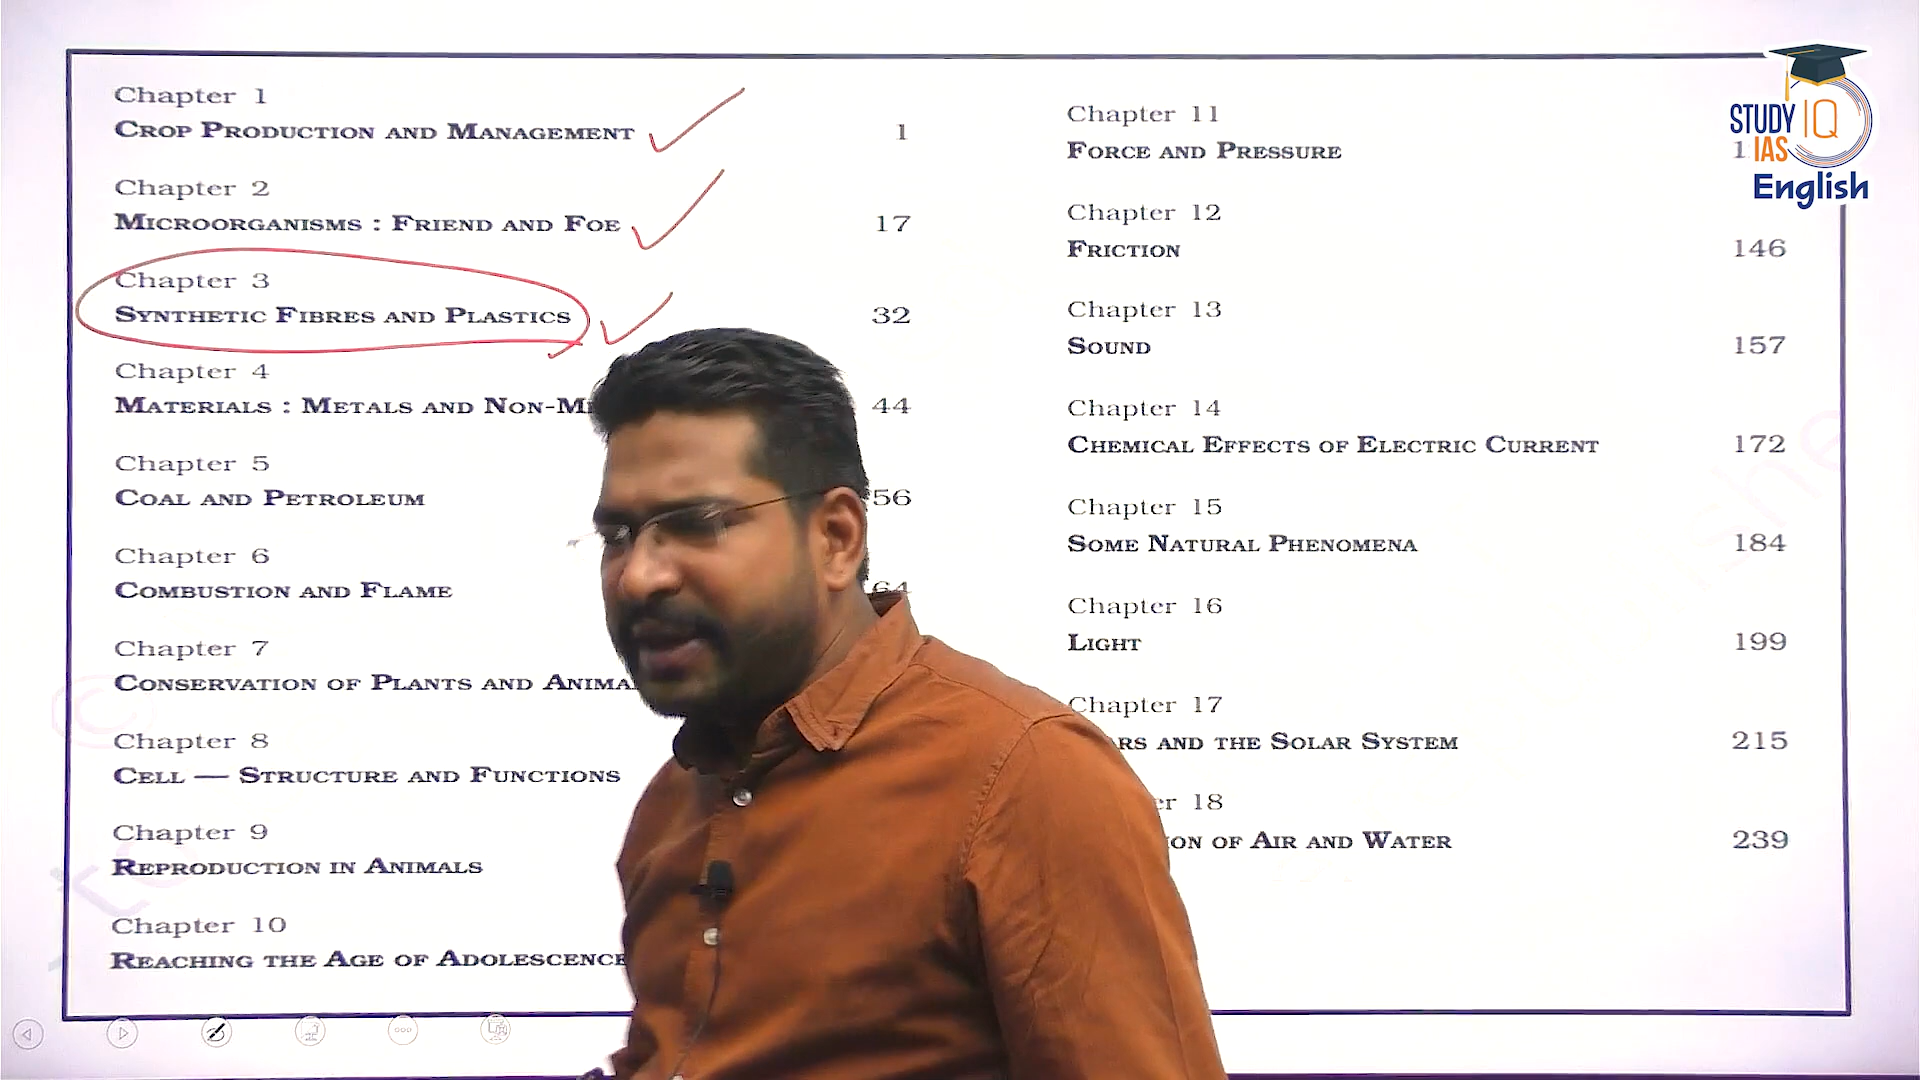 Chapter 1
CROP PRODUCTION AND MANAGEMENT 1
Chapter 2
MICROORGANISMS : FRIEND AND FOE 17
Chapter 3
SYNTHETIC FIBRES AND PLASTICS 32
Chapter 4
MATERIALS : METALS AND 44
Chapter 5
COAL AND PETROLEUM 56
Chapter 6
COMBUSTION AND FLAME 64
Chapter 7
CONSERVATION OF PLANTS AND
Chapter 8
CELL — STRUCTURE AND FUNCTIONS
Chapter 9
REPRODUCTION IN ANIMALS
Chapter 10
REACHING THE AGE OF ADOLESCENCE
Chapter 11
FORCE AND PRESSURE
Chapter 12
FRICTION 146
Chapter 13
SOUND 157
Chapter 14
CHEMICAL EFFECTS OF ELECTRIC CURRENT 172
Chapter 15
SOME NATURAL PHENOMENA 184
Chapter 16
LIGHT 199
Chapter 17
AND THE SOLAR SYSTEM 215
18
OF AIR AND WATER 239
STUDY IQ
IAS
English